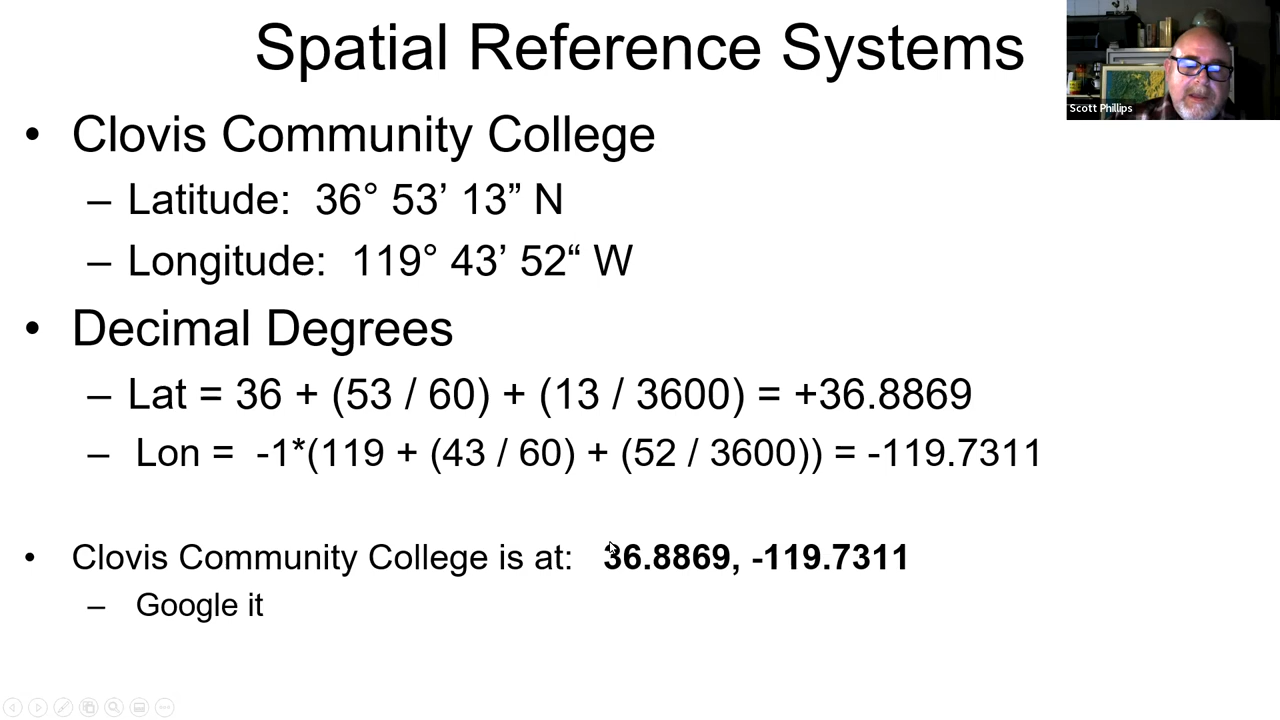 Spatial Reference Systems
Scott Phillips
• Clovis Community College
– Latitude: 36° 53’ 13” N
– Longitude: 119° 43’ 52“ W
• Decimal Degrees
– Lat = 36 + (53 / 60) + (13 / 3600) = +36.8869
– Lon = -1*(119 + (43 / 60) + (52 / 3600)) = -119.7311
• Clovis Community College is at: 36.8869, -119.7311
– Google it